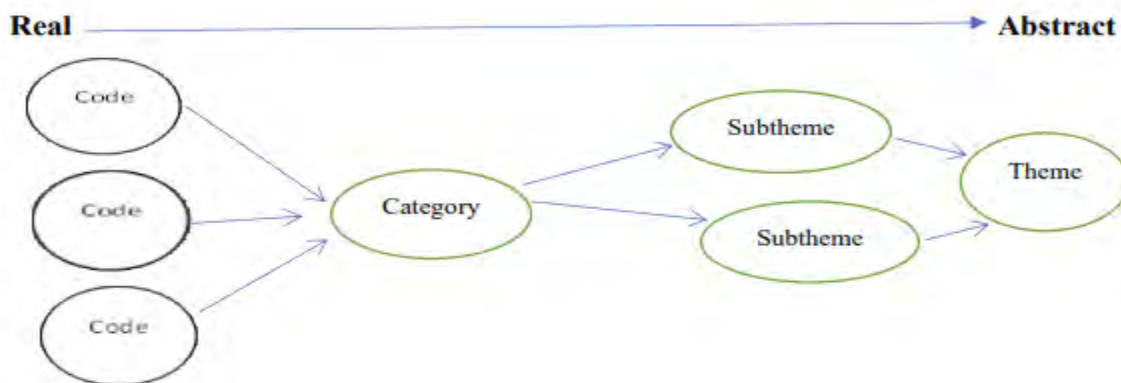 Real
Abstract
Code
Subtheme
Theme
Category
Code
Subtheme
Code